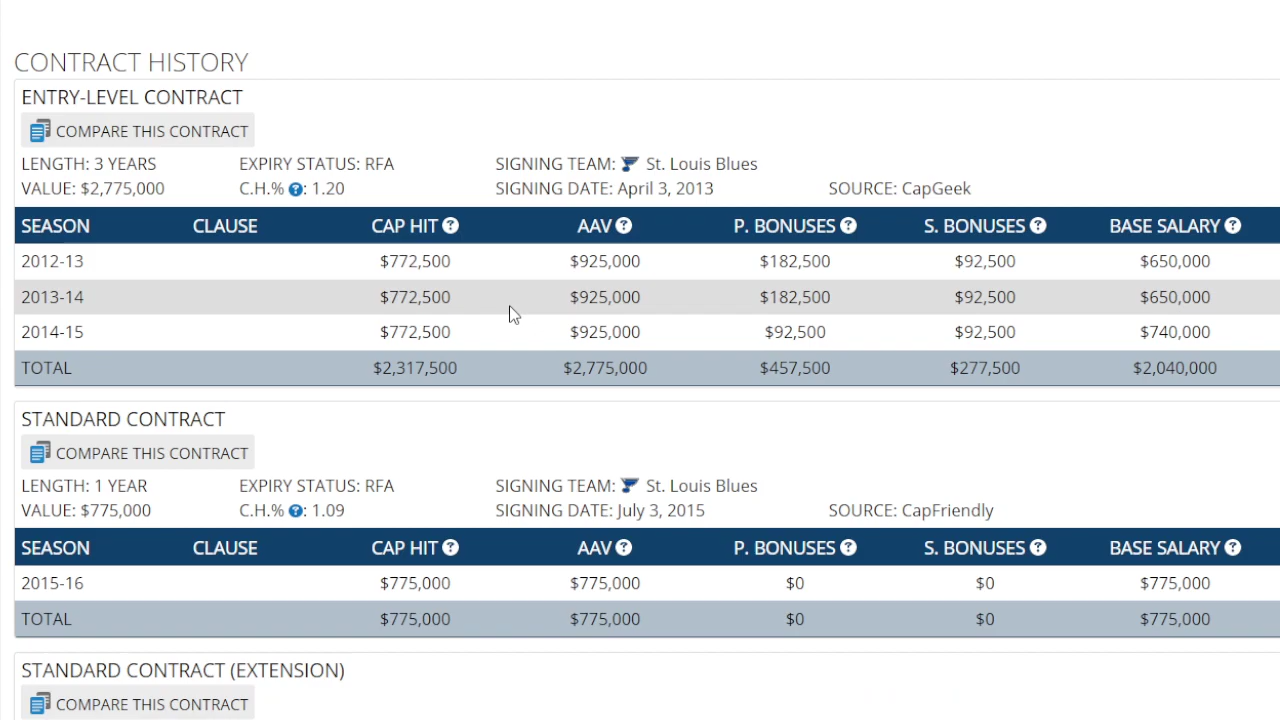 CONTRACT HISTORY
ENTRY-LEVEL CONTRACT
COMPARE THIS CONTRACT
LENGTH: 3 YEARS EXPIRY STATUS: RFA SIGNING TEAM: St. Louis Blues
VALUE: $2,775,000 C.H.% ?: 1.20 SIGNING DATE: April 3, 2013 SOURCE: CapGeek
SEASON CLAUSE CAP HIT ? AAV ? P. BONUSES ? S. BONUSES ? BASE SALARY ?
2012-13 $772,500 $925,000 $182,500 $92,500 $650,000
2013-14 $772,500 $925,000 $182,500 $92,500 $650,000
2014-15 $772,500 $925,000 $92,500 $92,500 $740,000
TOTAL $2,317,500 $2,775,000 $457,500 $277,500 $2,040,000
STANDARD CONTRACT
COMPARE THIS CONTRACT
LENGTH: 1 YEAR EXPIRY STATUS: RFA SIGNING TEAM: St. Louis Blues
VALUE: $775,000 C.H.% ?: 1.09 SIGNING DATE: July 3, 2015 SOURCE: CapFriendly
SEASON CLAUSE CAP HIT ? AAV ? P. BONUSES ? S. BONUSES ? BASE SALARY ?
2015-16 $775,000 $775,000 $0 $0 $775,000
TOTAL $775,000 $775,000 $0 $0 $775,000
STANDARD CONTRACT (EXTENSION)
COMPARE THIS CONTRACT